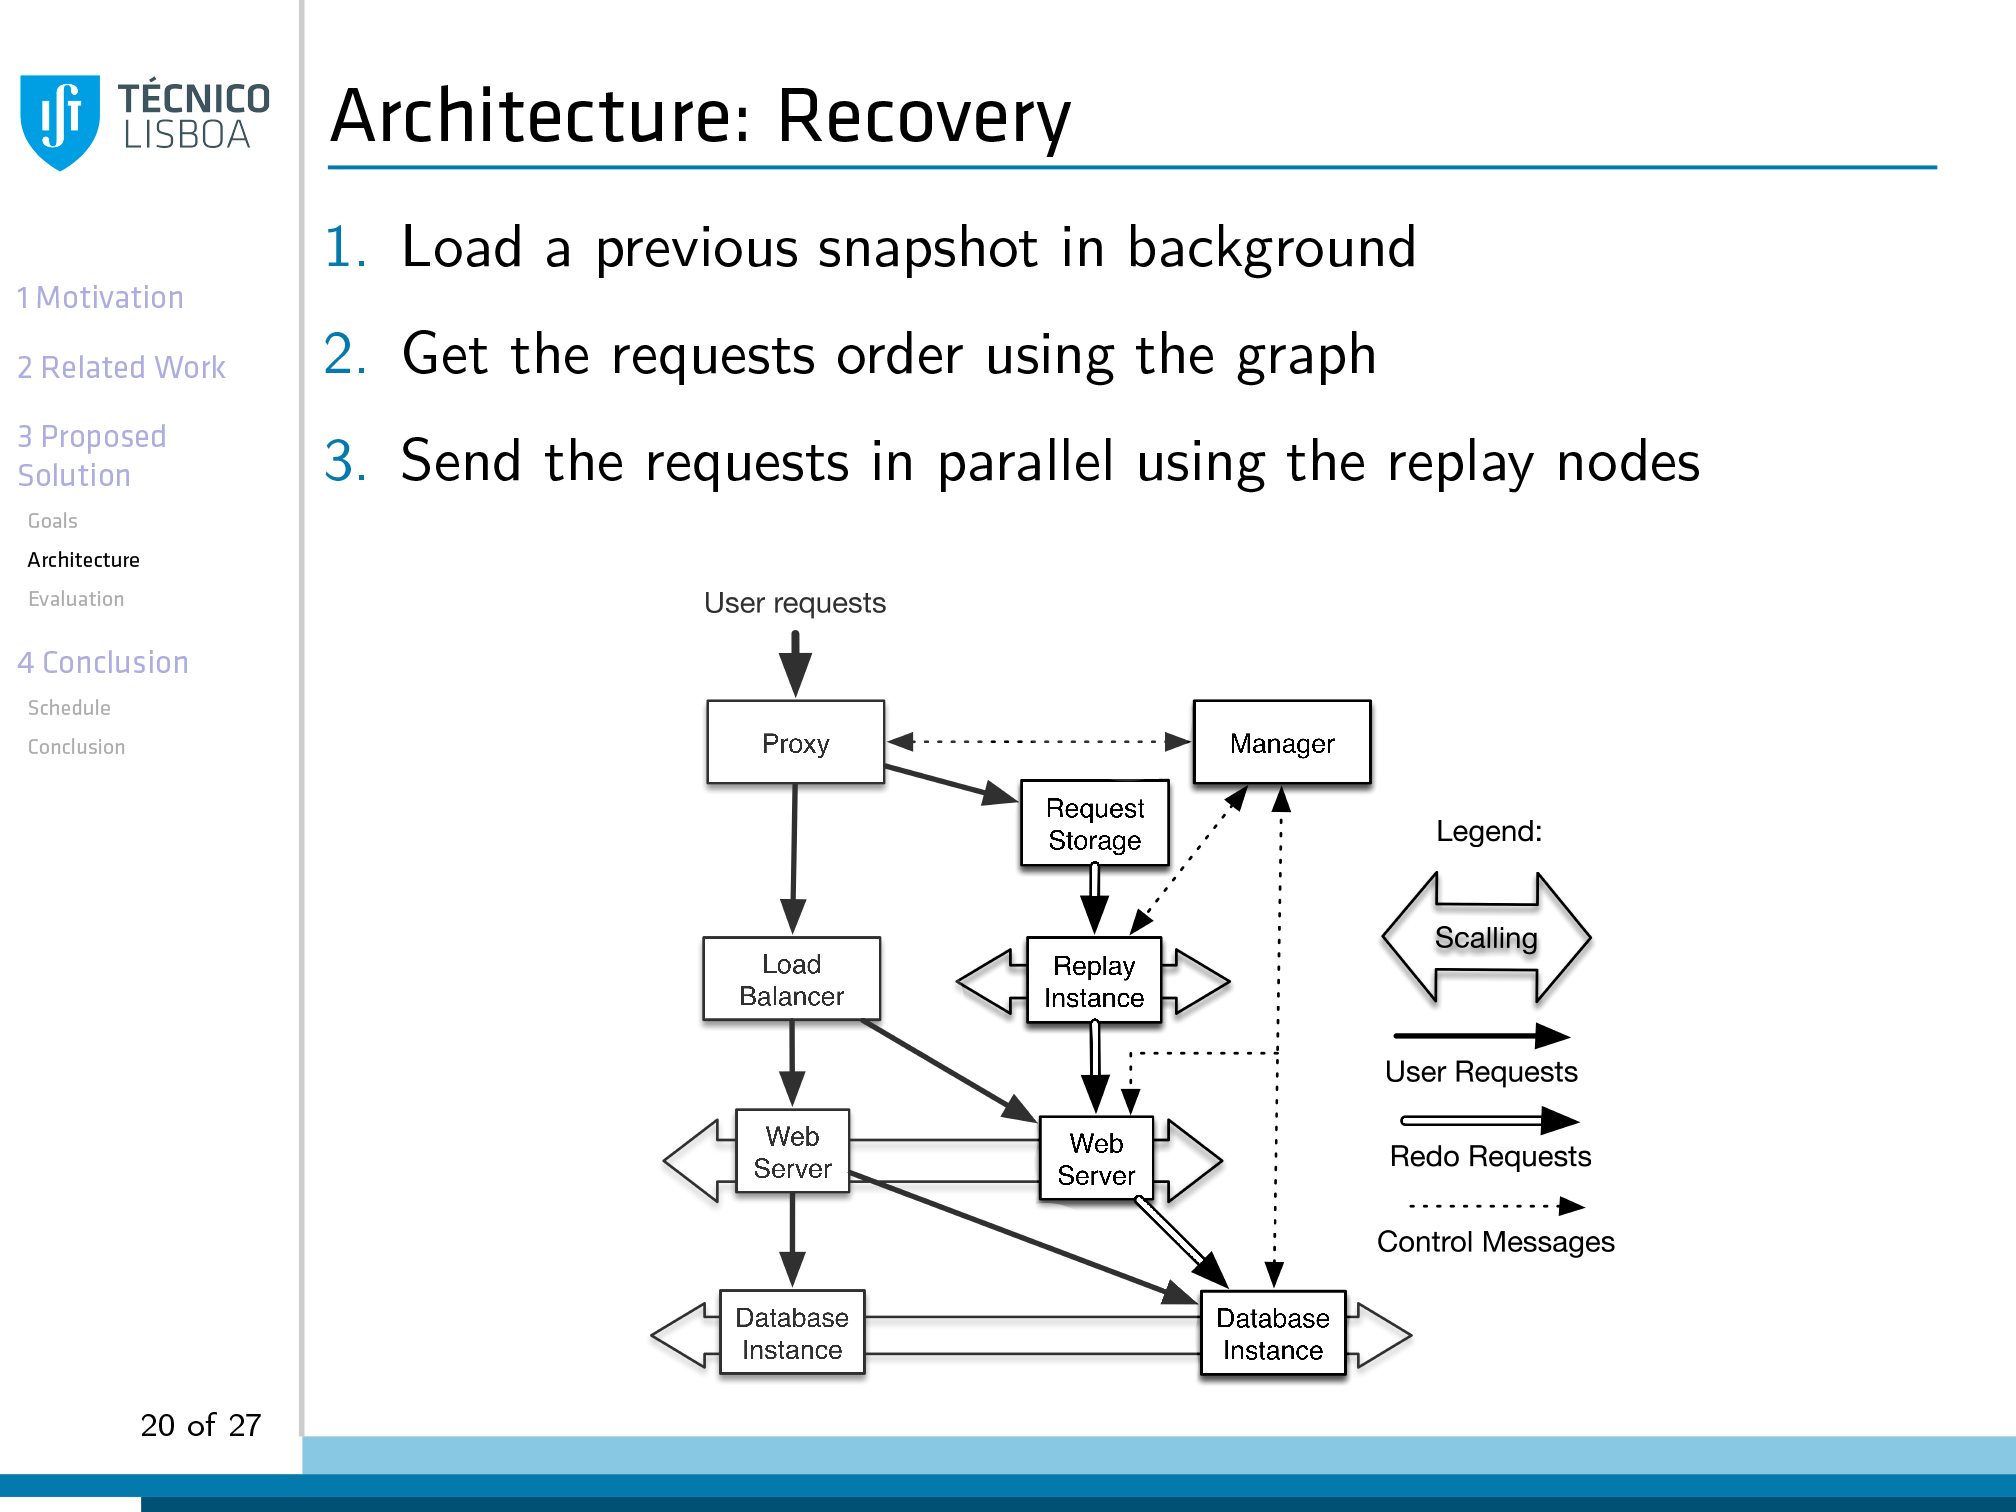 TÉCNICO
LISBOA
Architecture: Recovery
1. Load a previous snapshot in background
2. Get the requests order using the graph
3. Send the requests in parallel using the replay nodes
1 Motivation
2 Related Work
3 Proposed
Solution
Goals
Architecture
Evaluation
4 Conclusion
Schedule
Conclusion
User requests
Proxy
Manager
Request
Storage
Load
Balancer
Replay
Instance
Web
Server
Web
Server
Database
Instance
Database
Instance
Legend:
Scalling
User Requests
Redo Requests
Control Messages
20 of 27